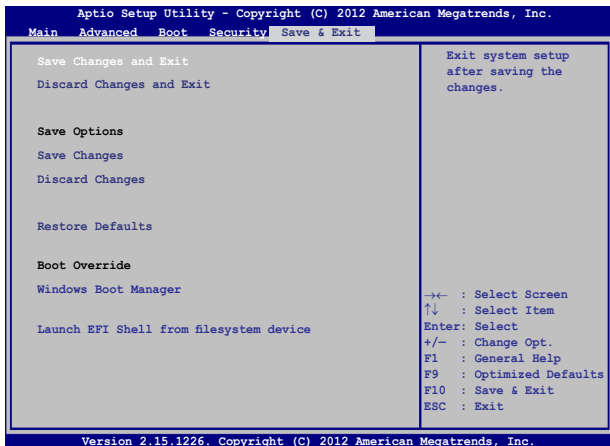 Aptio Setup Utility - Copyright (C) 2012 American Megatrends, Inc.
Main Advanced Boot Security Save & Exit
Save Changes and Exit
Discard Changes and Exit
Save Options
Save Changes
Discard Changes
Restore Defaults
Boot Override
Windows Boot Manager
Launch EFI Shell from filesystem device
Exit system setup
after saving the
changes.
→← : Select Screen
↑↓ : Select Item
Enter: Select
+/— : Change Opt.
F1 : General Help
F9 : Optimized Defaults
F10 : Save & Exit
ESC : Exit
Version 2.15.1226. Copyright (C) 2012 American Megatrends, Inc.